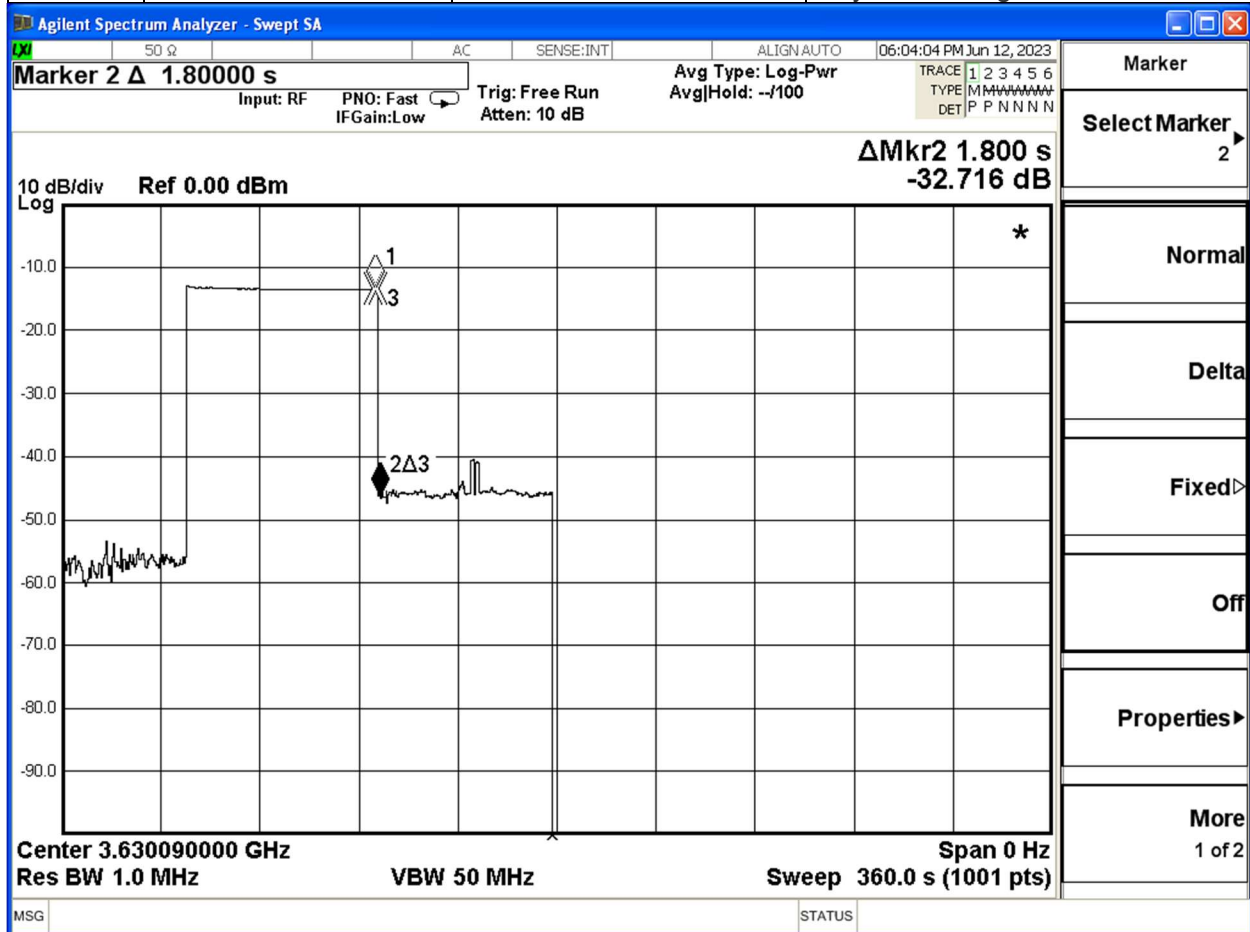 Agilent Spectrum Analyzer - Swept SA
LXI 50 Ω AC SENSE:INT ALIGN AUTO 06:04:04 PM Jun 12, 2023
Marker 2 Δ 1.80000 s
Input: RF PNO: Fast IFGain:Low
Trig: Free Run
Atten: 10 dB
Avg Type: Log-Pwr
Avg|Hold: --/100
TRACE 1 2 3 4 5 6
TYPE M M W W W W
DET P P N N N N
ΔMkr2 1.800 s
-32.716 dB
10 dB/div Ref 0.00 dBm
Log
-10.0
-20.0
-30.0
-40.0
-50.0
-60.0
-70.0
-80.0
-90.0
1
3
2Δ3
*
Center 3.630090000 GHz Span 0 Hz
Res BW 1.0 MHz VBW 50 MHz Sweep 360.0 s (1001 pts)
MSG STATUS
Marker
Select Marker
2
Normal
Delta
Fixed
Off
Properties
More
1 of 2